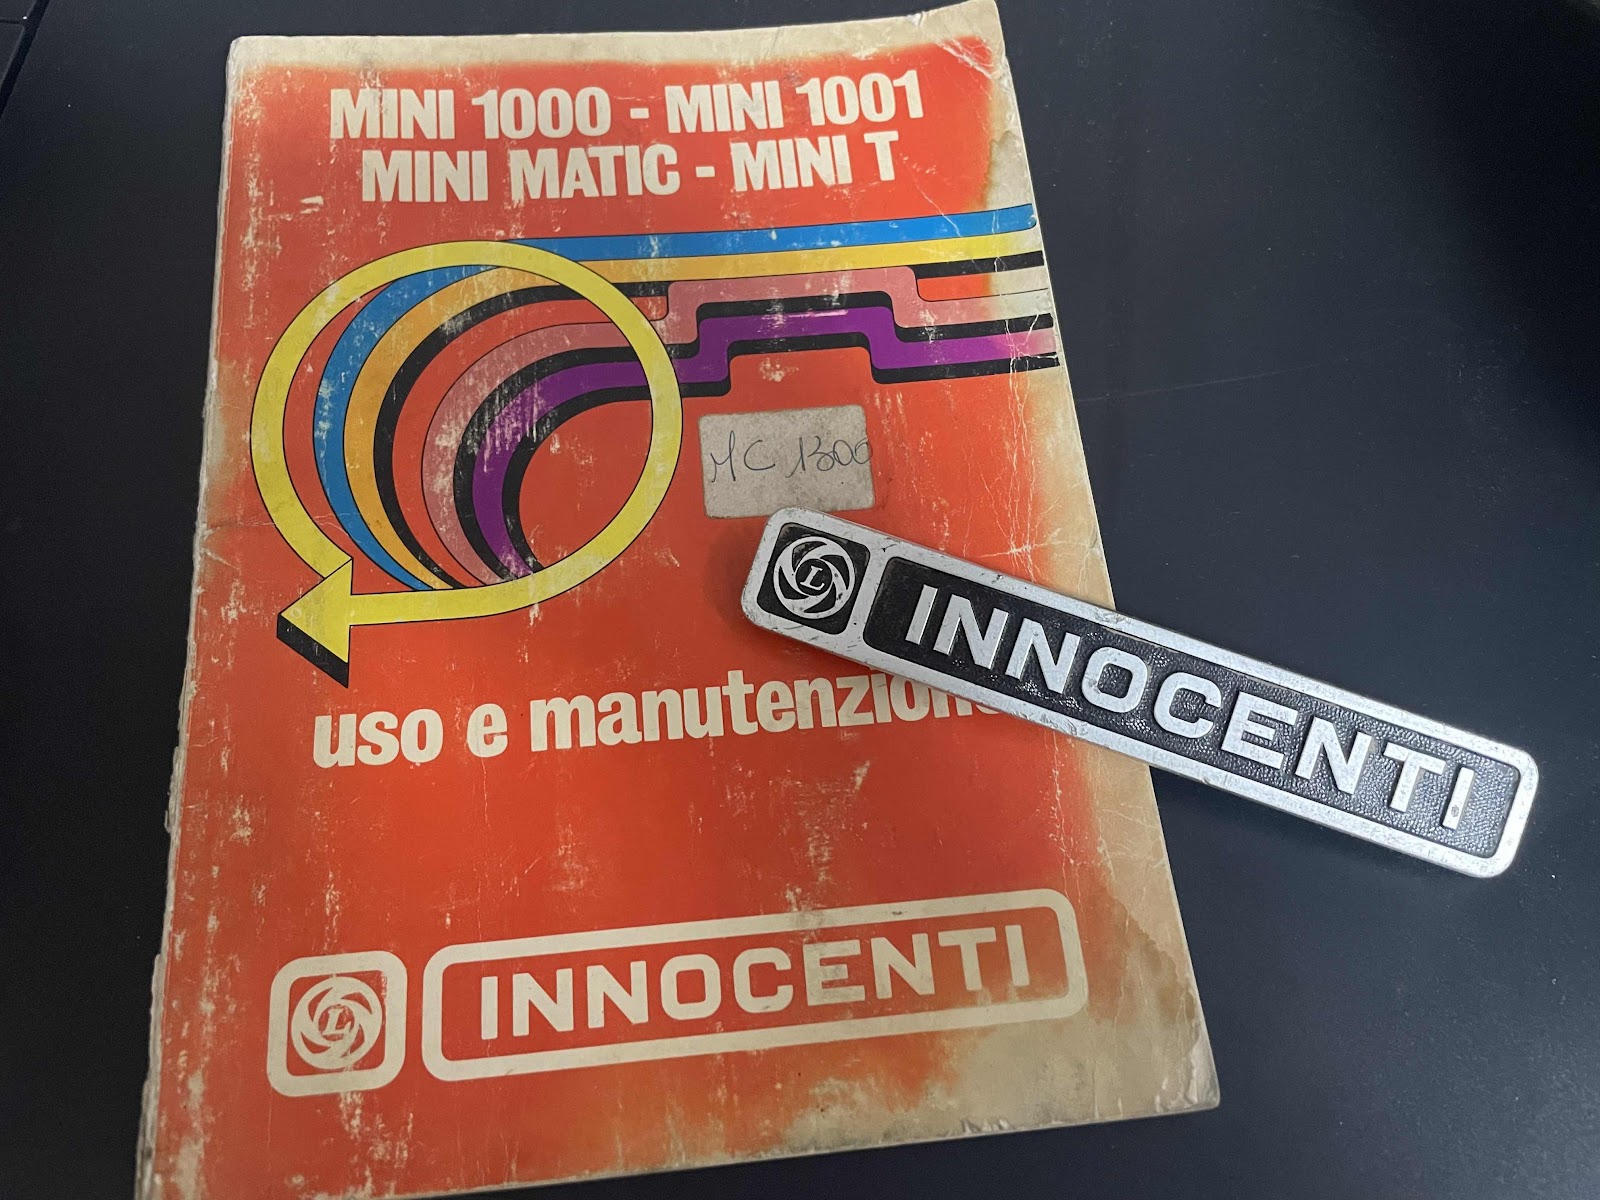 MINI 1000 - MINI 1001
MINI MATIC - MINI T
MC 1300
uso e manutenzione
L INNOCENTI
L INNOCENTI